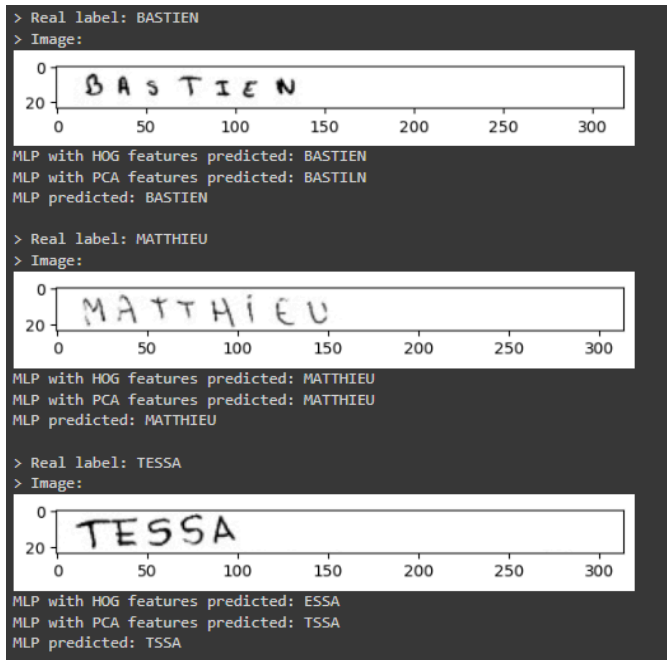 > Real label: BASTIEN
> Image:
0
B A S T I E N
20
0 50 100 150 200 250 300
MLP with HOG features predicted: BASTIEN
MLP with PCA features predicted: BASTILN
MLP predicted: BASTIEN
> Real label: MATTHIEU
> Image:
0
M A T T H i E U
20
0 50 100 150 200 250 300
MLP with HOG features predicted: MATTHIEU
MLP with PCA features predicted: MATTHIEU
MLP predicted: MATTHIEU
> Real label: TESSA
> Image:
0
TESSA
20
0 50 100 150 200 250 300
MLP with HOG features predicted: ESSA
MLP with PCA features predicted: TSSA
MLP predicted: TSSA